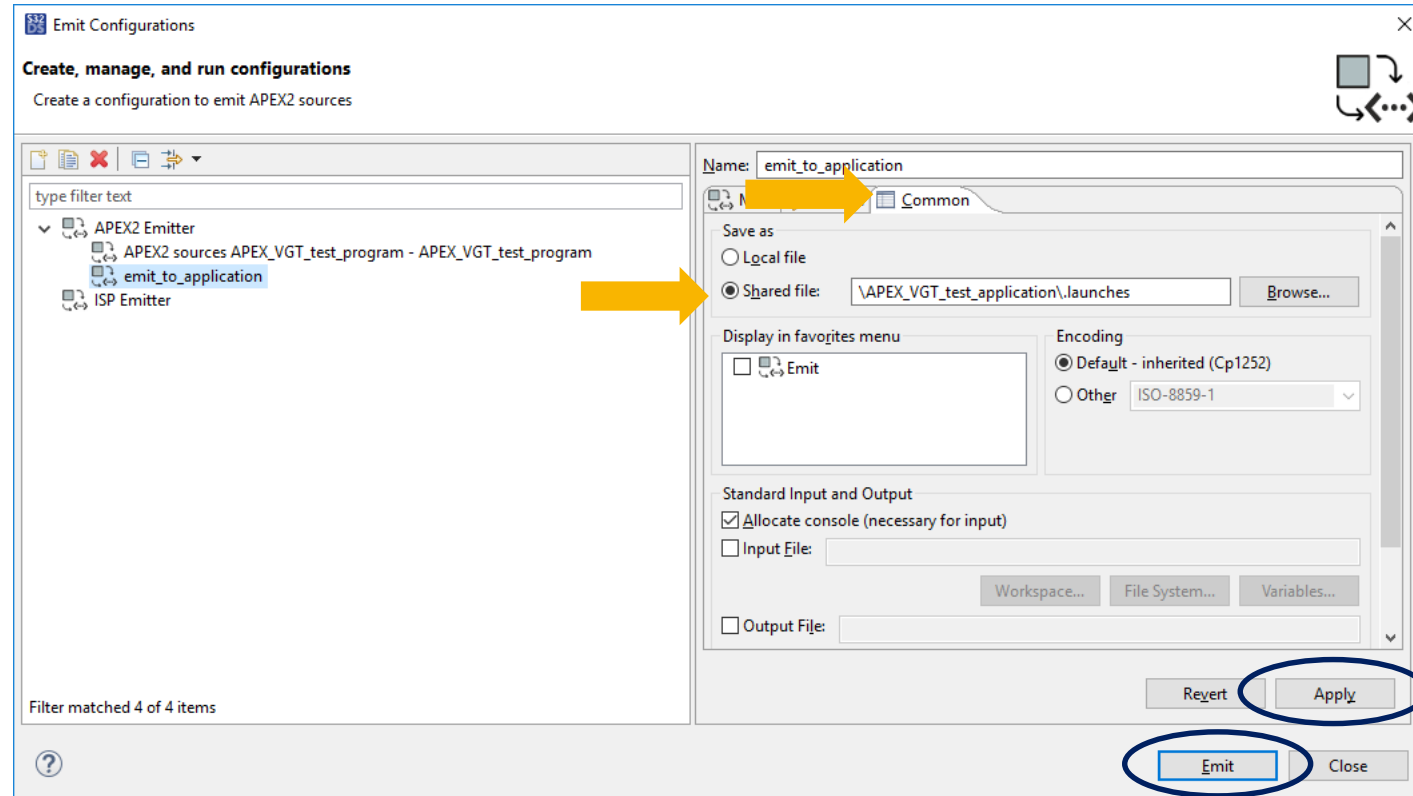 S32 DS Emit Configurations
Create, manage, and run configurations
Create a configuration to emit APEX2 sources
type filter text
APEX2 Emitter
APEX2 sources APEX_VGT_test_program - APEX_VGT_test_program
emit_to_application
ISP Emitter
Filter matched 4 of 4 items
Name: emit_to_application
Common
Save as
Local file
Shared file: \APEX_VGT_test_application\.launches Browse...
Display in favorites menu
Emit
Encoding
Default - inherited (Cp1252)
Other ISO-8859-1
Standard Input and Output
Allocate console (necessary for input)
Input File:
Workspace... File System... Variables...
Output File:
Revert Apply
? Emit Close